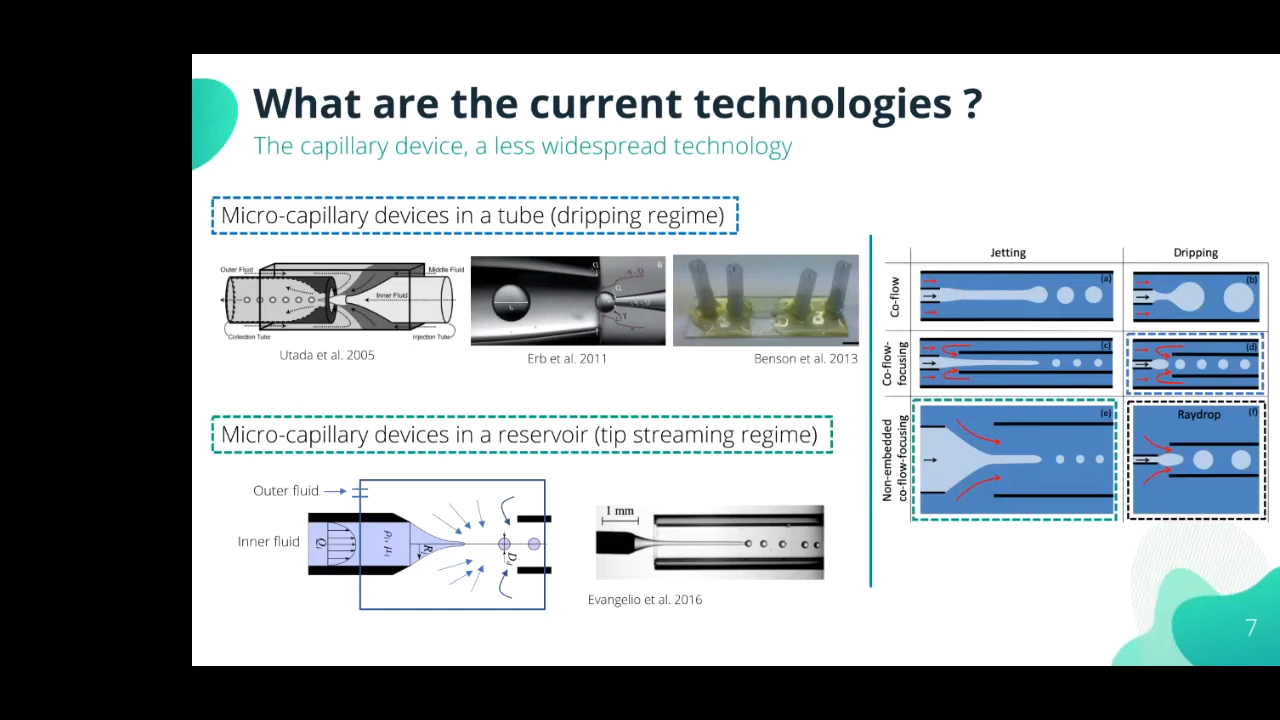 What are the current technologies ?
The capillary device, a less widespread technology
Micro-capillary devices in a tube (dripping regime)
Outer Fluid
Middle Fluid
Inner Fluid
Collection Tube
Injection Tube
Utada et al. 2005
Erb et al. 2011
Benson et al. 2013
Micro-capillary devices in a reservoir (tip streaming regime)
Outer fluid
Inner fluid
1 mm
Evangelio et al. 2016
Jetting
Dripping
Co-flow
(a)
(b)
Co-flow-
focusing
(c)
(d)
Non-embedded
co-flow-focusing
(e)
Raydrop
(f)
7